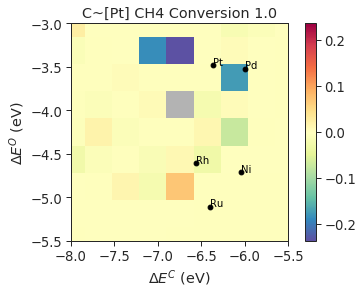 C~[Pt] CH4 Conversion 1.0
−3.0
−3.5
−4.0
−4.5
−5.0
−5.5
ΔE^O (eV)
Pt
Pd
Rh
Ni
Ru
−8.0 −7.5 −7.0 −6.5 −6.0 −5.5
ΔE^C (eV)
0.2
0.1
0.0
−0.1
−0.2